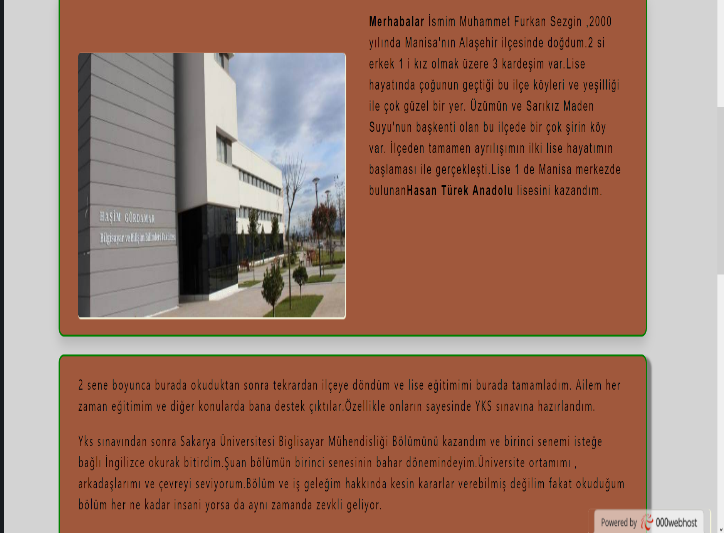 Merhabalar İsmim Muhammet Furkan Sezgin ,2000
yılında Manisa'nın Alaşehir ilçesinde doğdum.2 si
erkek 1 i kız olmak üzere 3 kardeşim var.Lise
hayatında çoğunun geçtiği bu ilçe köyleri ve yeşilliği
ile çok güzel bir yer. Üzümün ve Sarıkız Maden
Suyu'nun başkenti olan bu ilçede bir çok şirin köy
var. İlçeden tamamen ayrılışımın ilki lise hayatımın
başlaması ile gerçekleşti.Lise 1 de Manisa merkezde
bulunanHasan Türek Anadolu lisesini kazandım.
HAŞİM GÜRDAMAR
Bilgisayar ve Bilişim Bilimleri Fakültesi
2 sene boyunca burada okuduktan sonra tekrardan ilçeye döndüm ve lise eğitimimi burada tamamladım. Ailem her
zaman eğitimim ve diğer konularda bana destek çıktılar.Özellikle onların sayesinde YKS sınavına hazırlandım.
Yks sınavından sonra Sakarya Üniversitesi Biglisayar Mühendisliği Bölümünü kazandım ve birinci senemi isteğe
bağlı İngilizce okurak bitirdim.Şuan bölümün birinci senesinin bahar dönemindeyim.Üniversite ortamımı ,
arkadaşlarımı ve çevreyi seviyorum.Bölüm ve iş geleğim hakkında kesin kararlar verebilmiş değilim fakat okuduğum
bölüm her ne kadar insani yorsa da aynı zamanda zevkli geliyor.
Powered by 000webhost